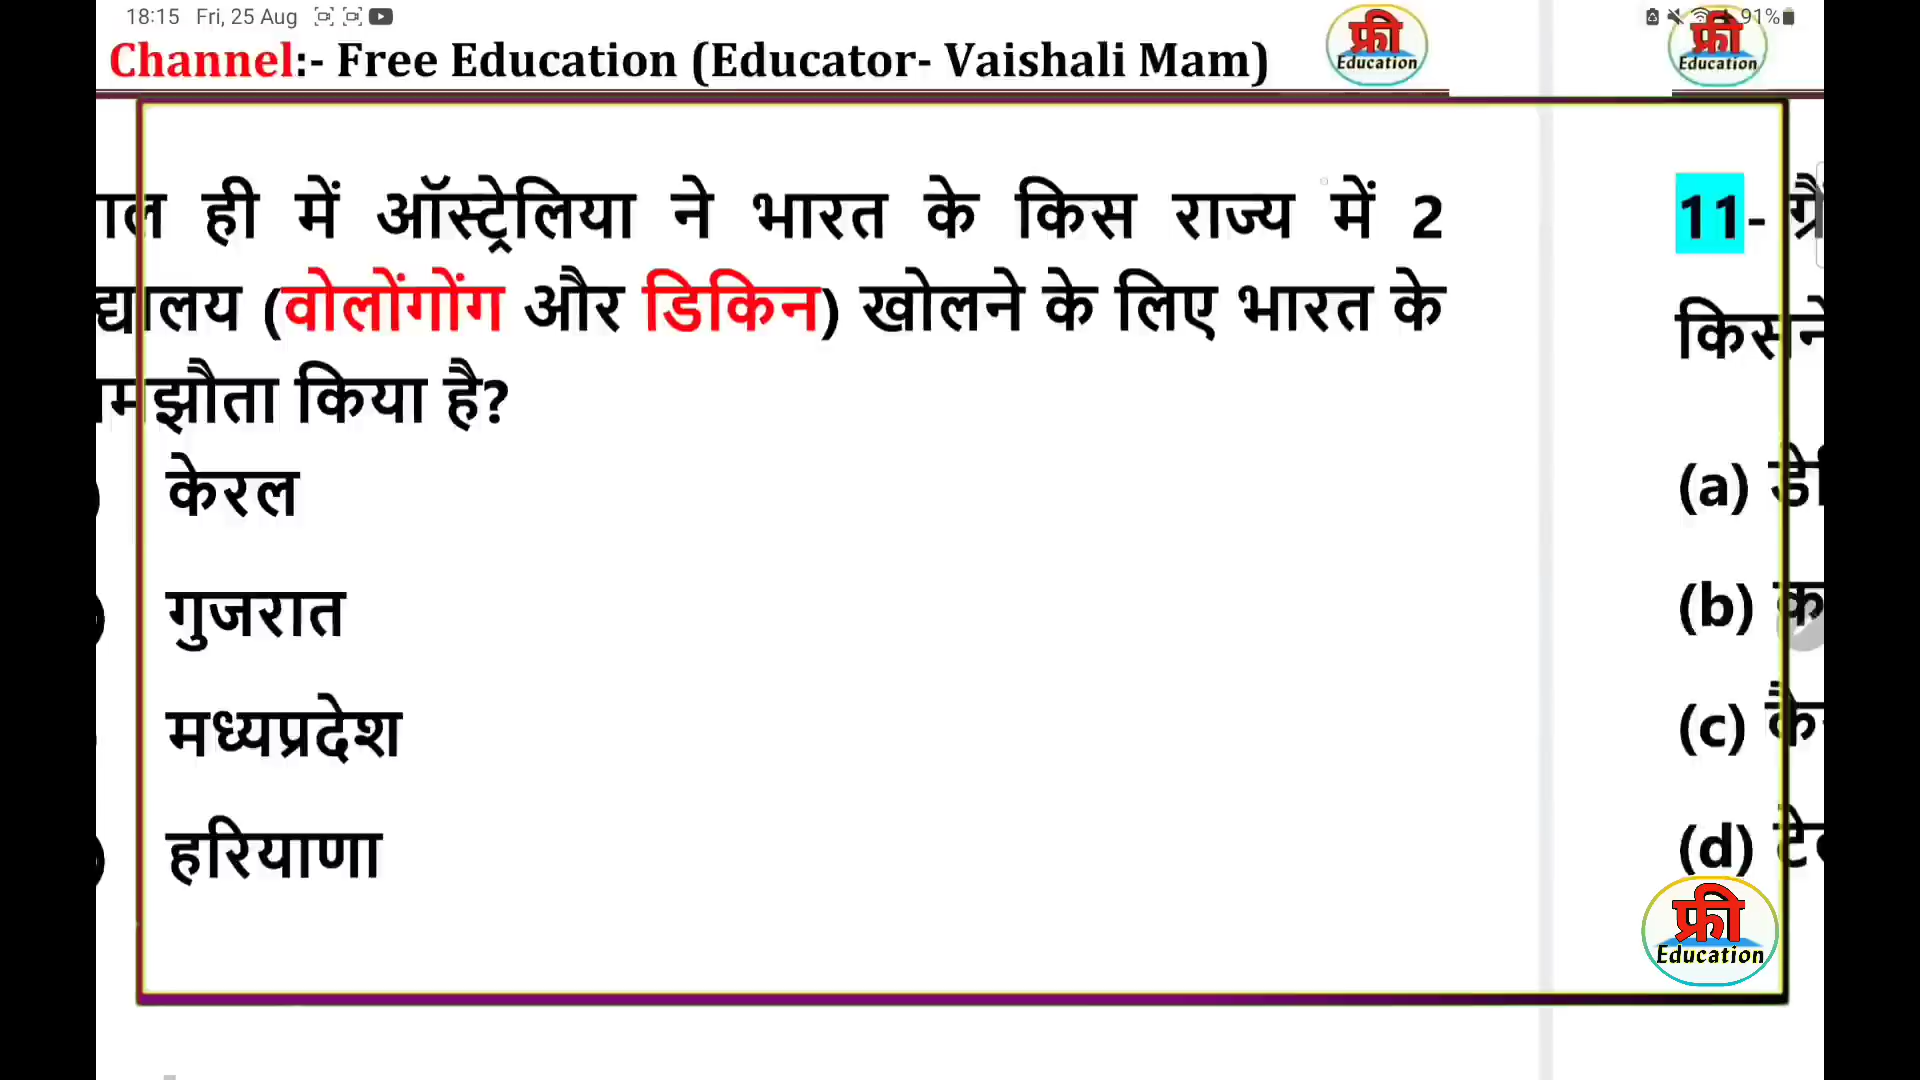 18:15 Fri, 25 Aug
91%
Channel:- Free Education (Educator- Vaishali Mam)
फ्री
Education
फ्री
Education
ही में ऑस्ट्रेलिया ने भारत के किस राज्य में 2
(वोलोंगोंग और डिकिन) खोलने के लिए भारत के
किया है?
केरल
गुजरात
मध्यप्रदेश
हरियाणा
11-
किसने
(a)
(b)
(c)
(d)
फ्री
Education